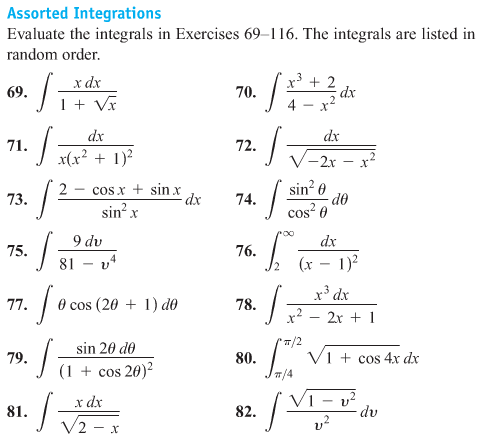 Assorted Integrations
Evaluate the integrals in Exercises 69–116. The integrals are listed in
random order.
69. ∫ x dx / (1 + √x)
70. ∫ (x³ + 2) / (4 − x²) dx
71. ∫ dx / (x(x² + 1)²)
72. ∫ dx / √(−2x − x²)
73. ∫ (2 − cos x + sin x) / sin² x dx
74. ∫ sin² θ / cos² θ dθ
75. ∫ 9 dv / (81 − v⁴)
76. ∫₂^∞ dx / (x − 1)²
77. ∫ θ cos (2θ + 1) dθ
78. ∫ x³ dx / (x² − 2x + 1)
79. ∫ sin 2θ dθ / (1 + cos 2θ)²
80. ∫_{π/4}^{π/2} √(1 + cos 4x) dx
81. ∫ x dx / √(2 − x)
82. ∫ √(1 − v²) / v² dv